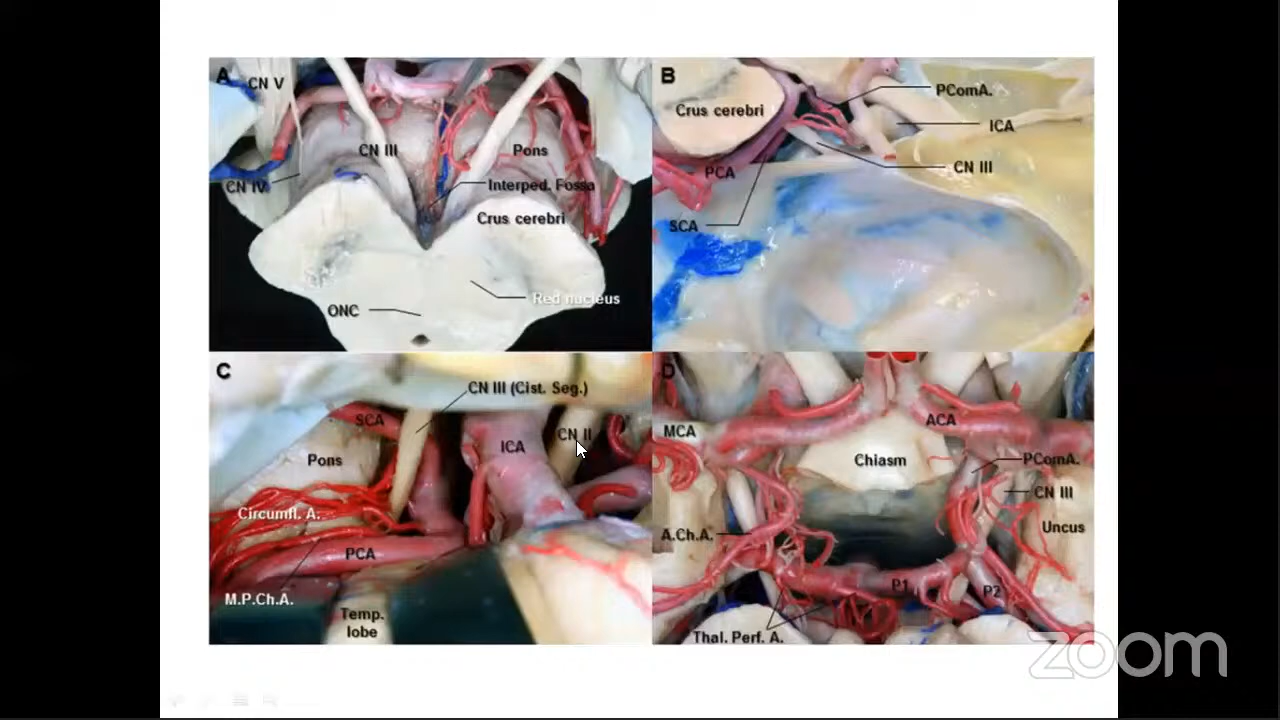 A
CN V
CN III
Pons
CN IV
Interped. Fossa
Crus cerebri
Red nucleus
ONC
B
Crus cerebri
PComA.
ICA
CN III
PCA
SCA
C
CN III (Cist. Seg.)
SCA
CN II
ICA
Pons
Circumfl. A.
PCA
M.P.Ch.A.
Temp.
lobe
D
MCA
ACA
Chiasm
PComA.
CN III
Uncus
A.Ch.A.
P1
P2
Thal. Perf. A.
zoom